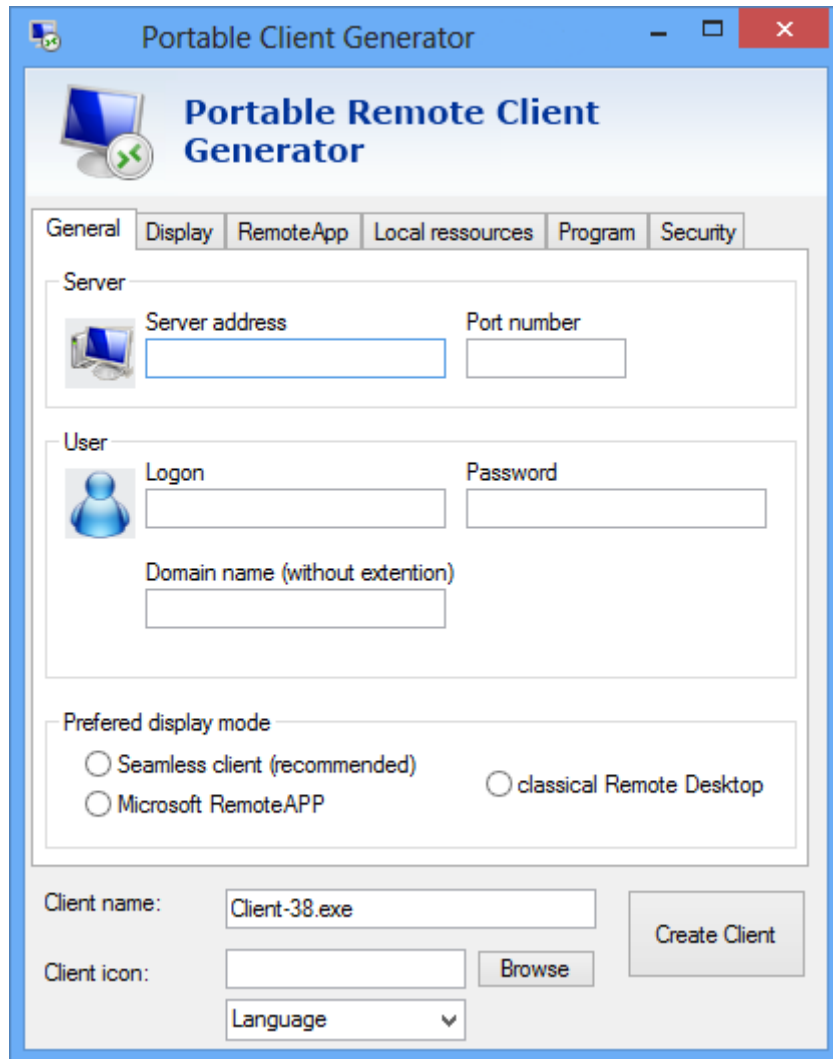 Portable Client Generator
Portable Remote Client
Generator
General Display RemoteApp Local ressources Program Security
Server
Server address Port number
User
Logon Password
Domain name (without extention)
Prefered display mode
Seamless client (recommended)
classical Remote Desktop
Microsoft RemoteAPP
Client name: Client-38.exe
Create Client
Client icon: Browse
Language